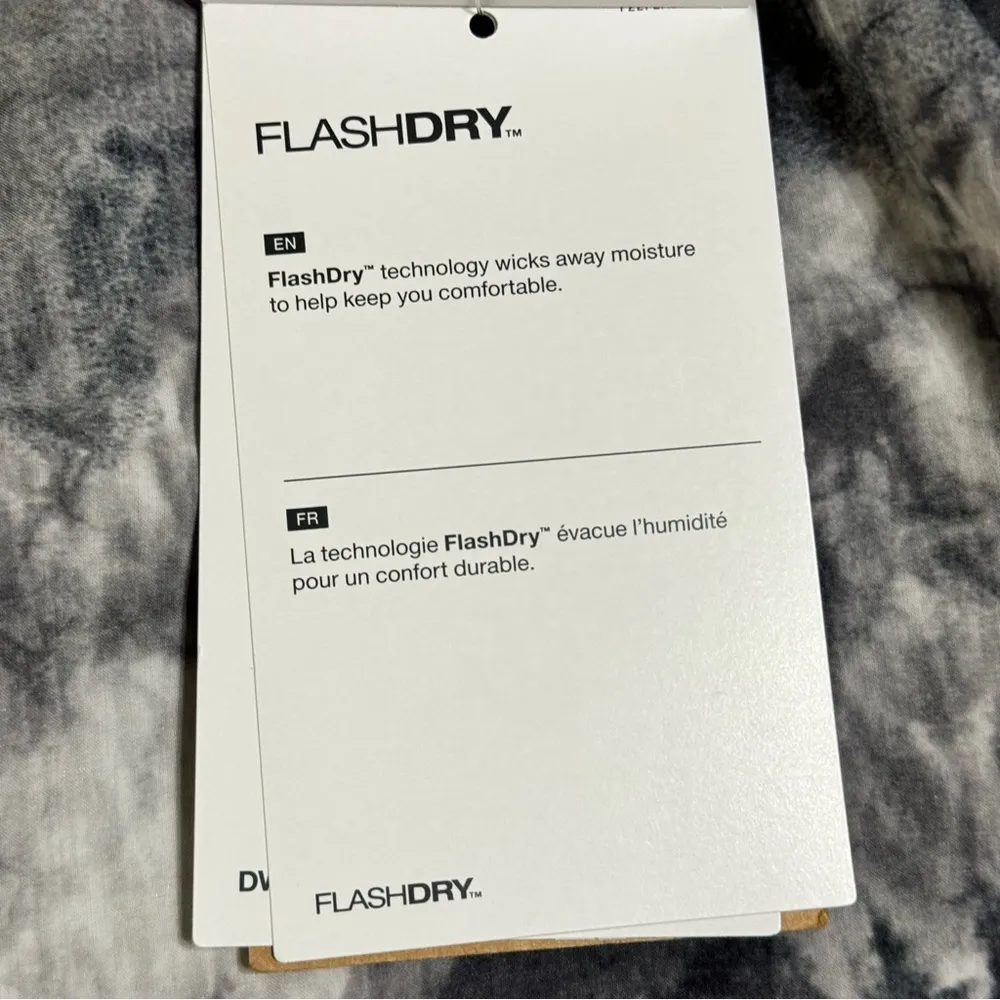 FLASHDRY™
EN
FlashDry™ technology wicks away moisture
to help keep you comfortable.
FR
La technologie FlashDry™ évacue l'humidité
pour un confort durable.
FLASHDRY™